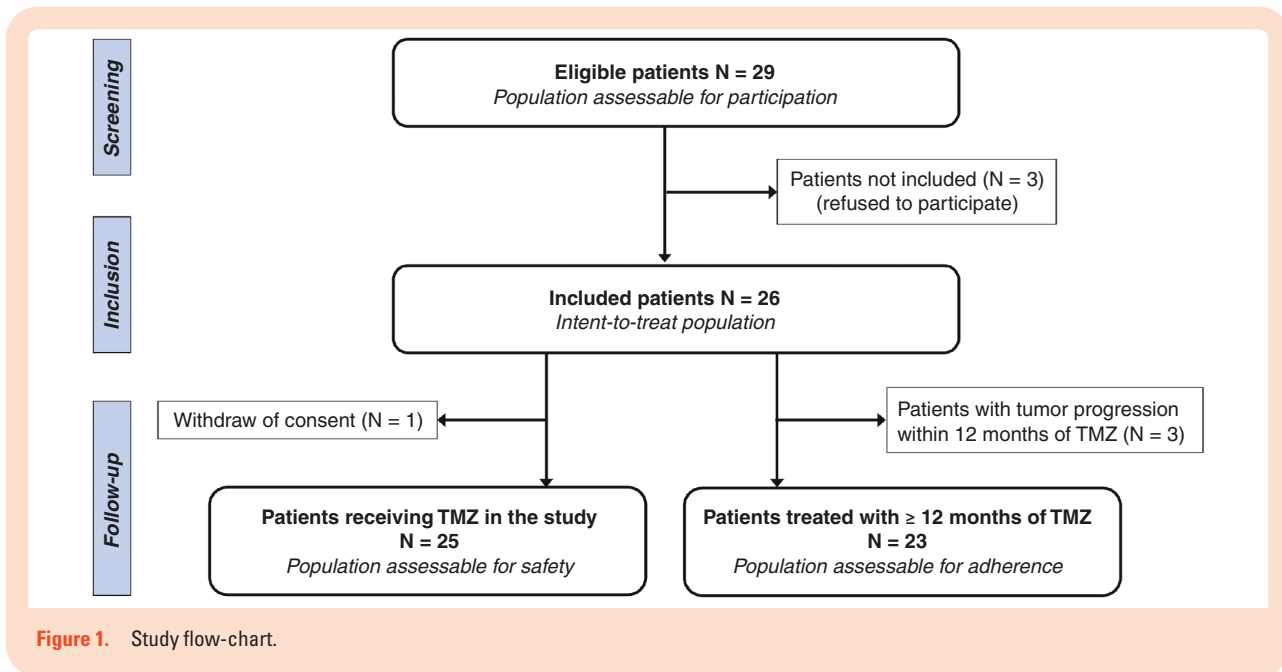 Screening
Eligible patients N = 29
Population assessable for participation
Patients not included (N = 3)
(refused to participate)
Inclusion
Included patients N = 26
Intent-to-treat population
Follow-up
Withdraw of consent (N = 1)
Patients with tumor progression
within 12 months of TMZ (N = 3)
Patients receiving TMZ in the study
N = 25
Population assessable for safety
Patients treated with ≥ 12 months of TMZ
N = 23
Population assessable for adherence
Figure 1. Study flow-chart.